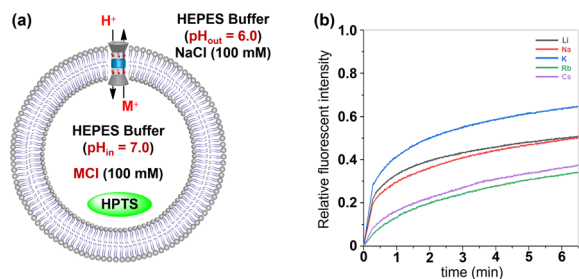 (a)
H⁺
HEPES Buffer
(pH_out = 6.0)
NaCl (100 mM)
M⁺
HEPES Buffer
(pH_in = 7.0)
MCl (100 mM)
HPTS
(b)
Relative fluorescent intensity
1.0
0.8
0.6
0.4
0.2
0
Li
Na
K
Rb
Cs
0 1 2 3 4 5 6
time (min)